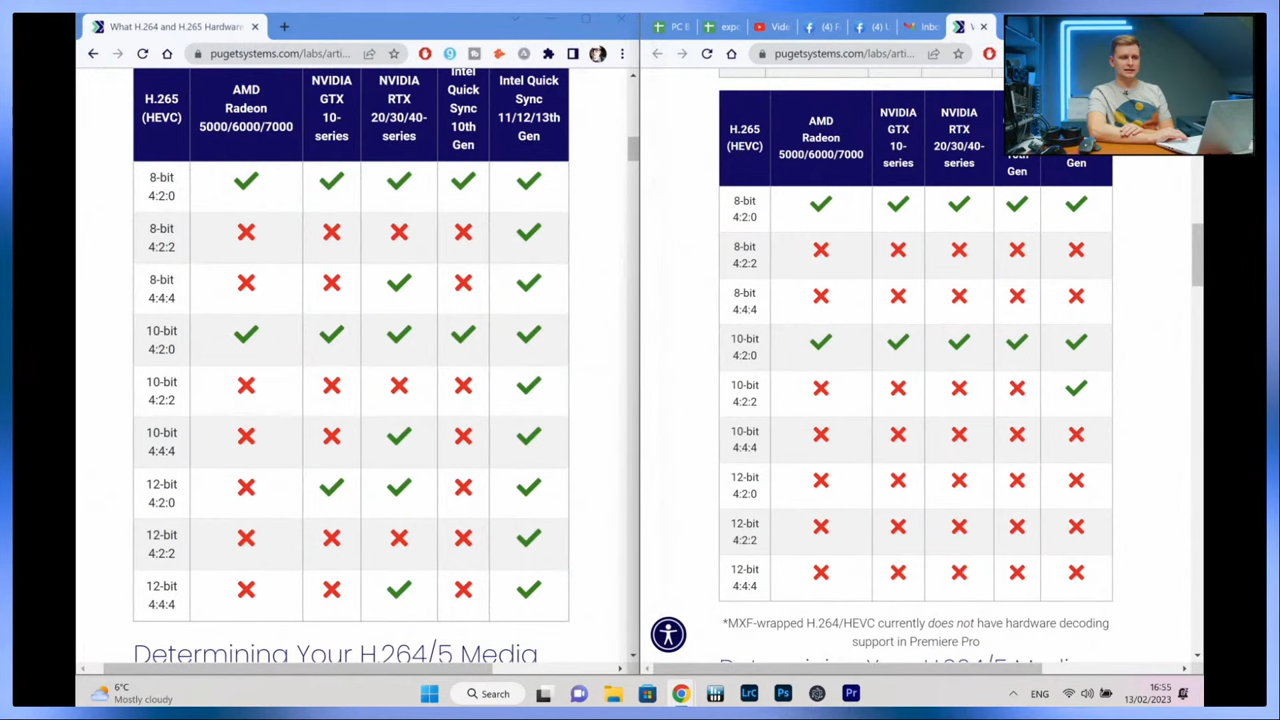 What H.264 and H.265 Hardware
PC B
exp
Vide
(4) F
(4) U
Inbo
pugetsystems.com/labs/arti...
pugetsystems.com/labs/arti...
H.265
(HEVC)
AMD
Radeon
5000/6000/7000
NVIDIA
GTX
10-
series
NVIDIA
RTX
20/30/40-
series
Intel
Quick
Sync
10th
Gen
Intel Quick
Sync
11/12/13th
Gen
8-bit
4:2:0
8-bit
4:2:2
8-bit
4:4:4
10-bit
4:2:0
10-bit
4:2:2
10-bit
4:4:4
12-bit
4:2:0
12-bit
4:2:2
12-bit
4:4:4
Determining Your H.264/5 Media
H.265
(HEVC)
AMD
Radeon
5000/6000/7000
NVIDIA
GTX
10-
series
NVIDIA
RTX
20/30/40-
series
Gen
Gen
8-bit
4:2:0
8-bit
4:2:2
8-bit
4:4:4
10-bit
4:2:0
10-bit
4:2:2
10-bit
4:4:4
12-bit
4:2:0
12-bit
4:2:2
12-bit
4:4:4
*MXF-wrapped H.264/HEVC currently does not have hardware decoding
support in Premiere Pro
6°C
Mostly cloudy
Search
LrC
Ps
Pr
ENG
16:55
13/02/2023